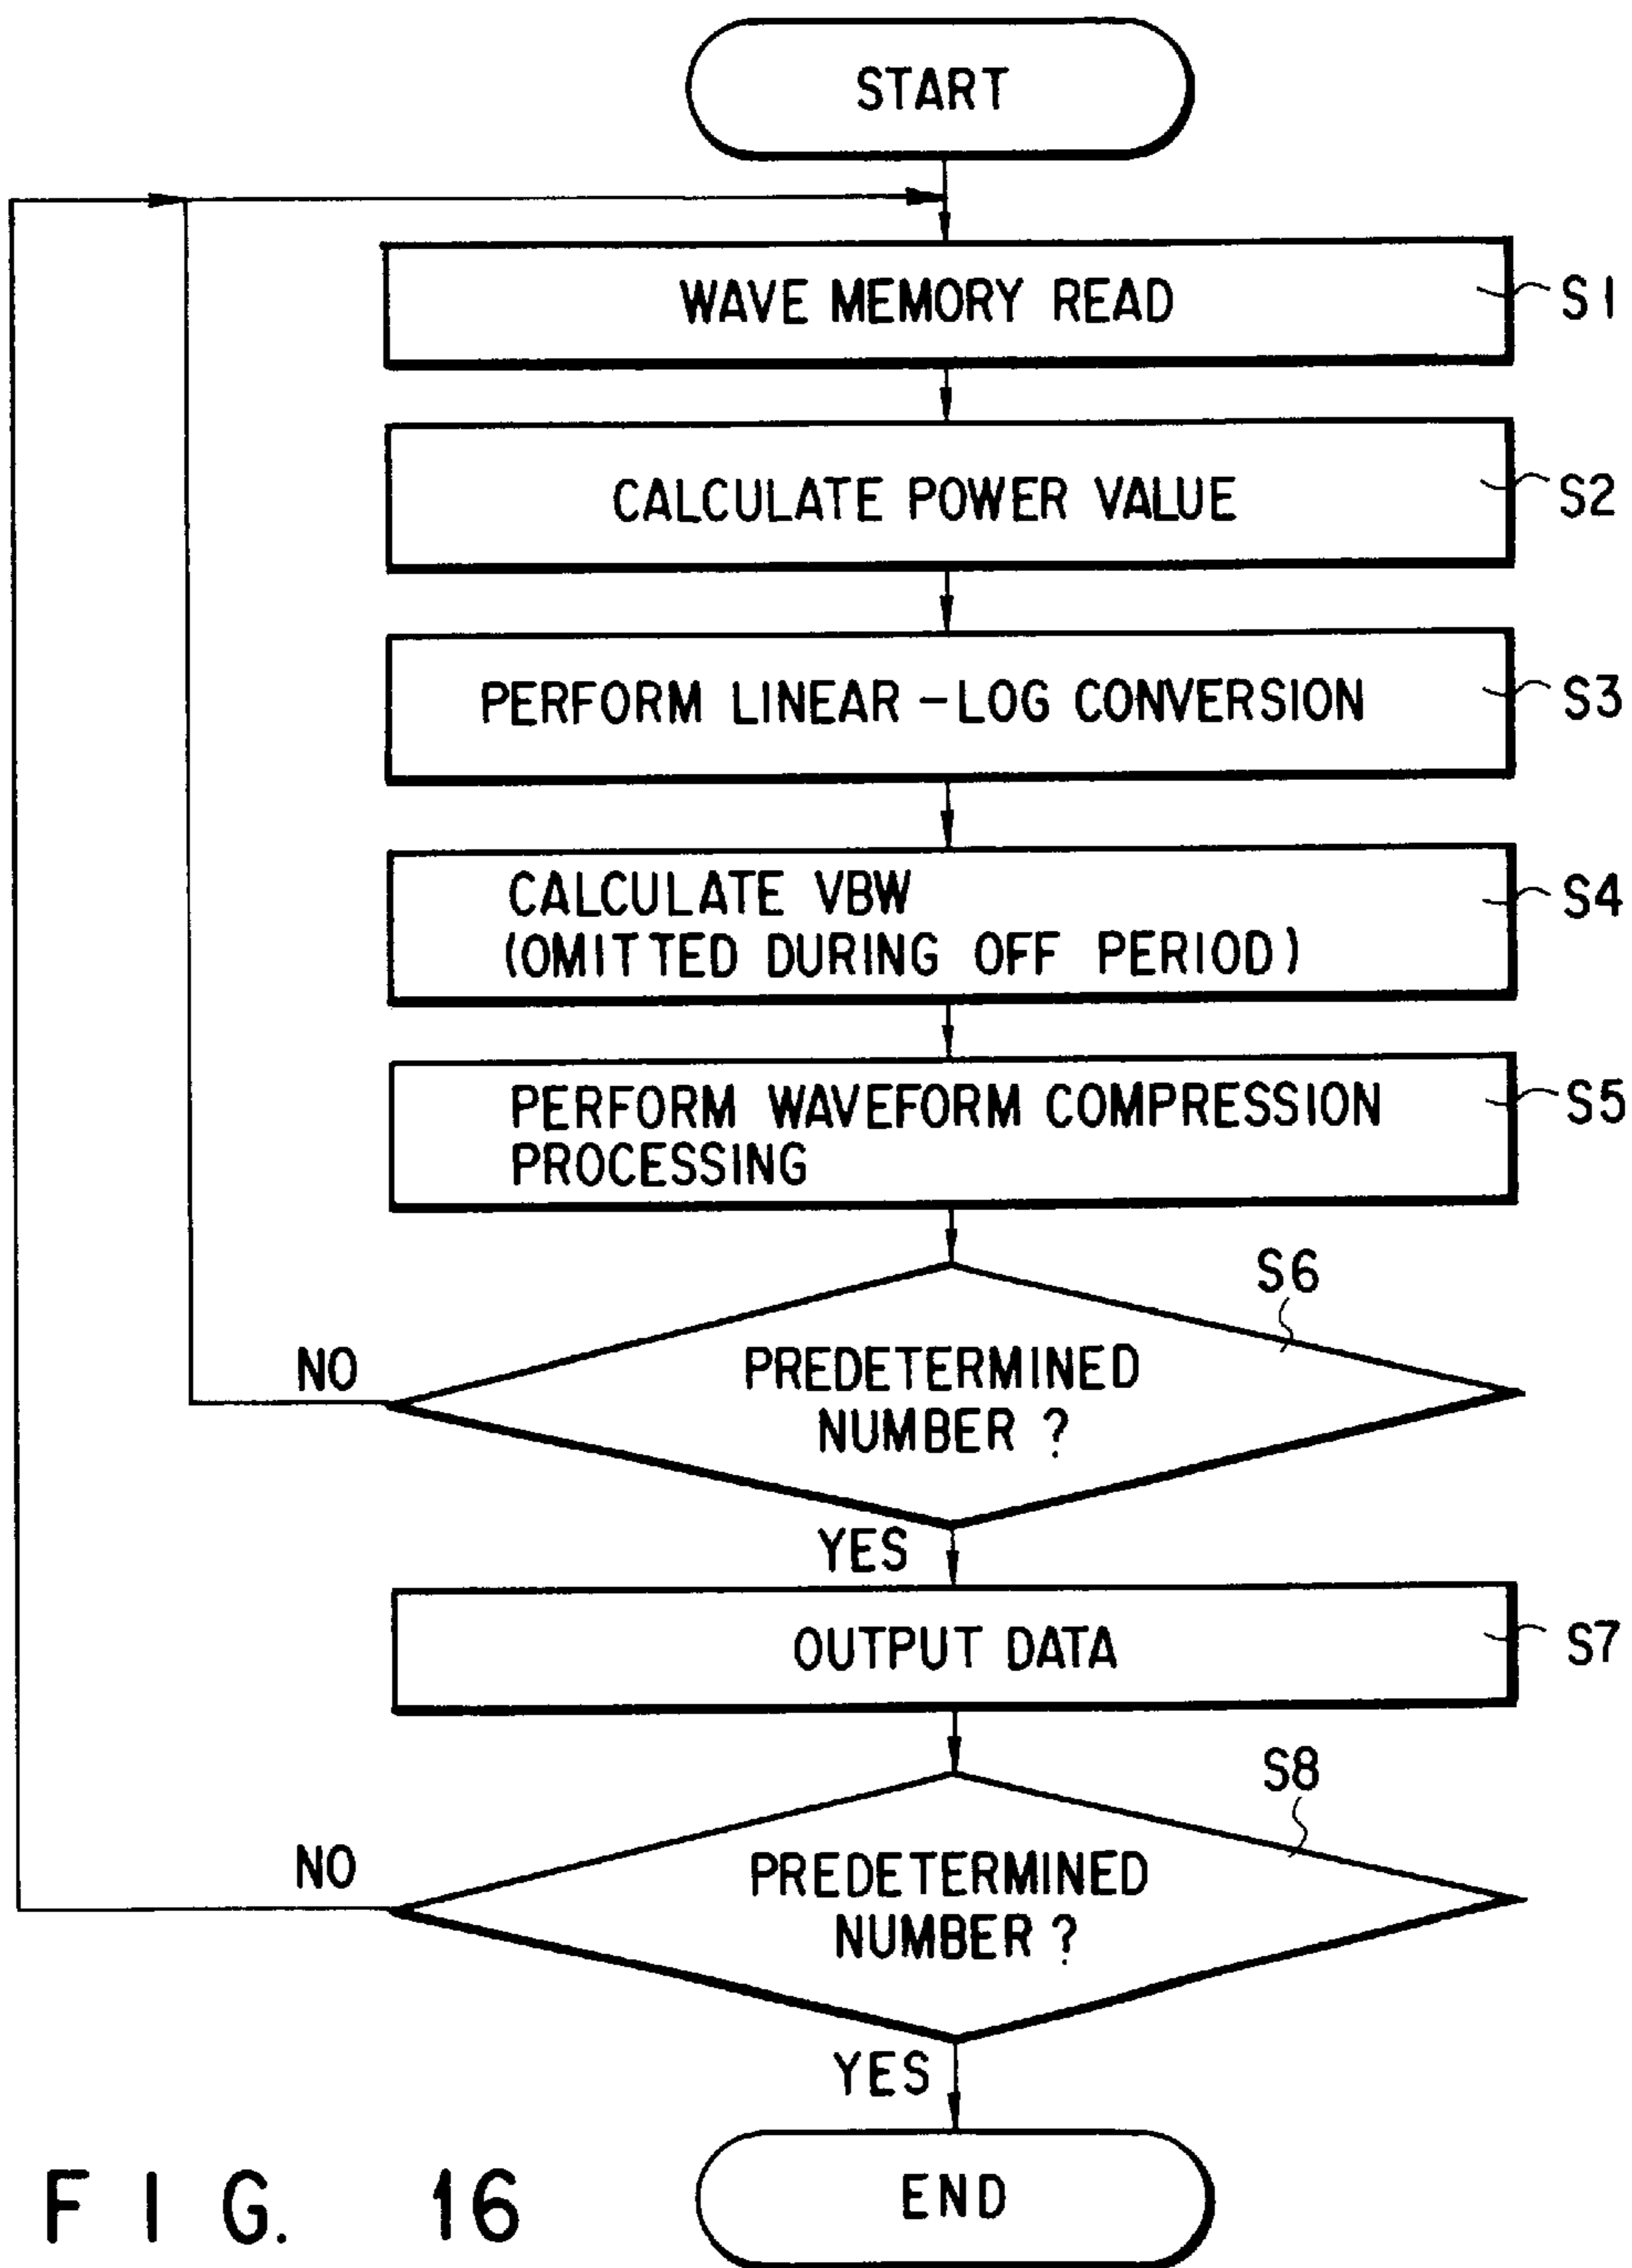 START
WAVE MEMORY READ
S1
CALCULATE POWER VALUE
S2
PERFORM LINEAR-LOG CONVERSION
S3
CALCULATE VBW
(OMITTED DURING OFF PERIOD)
S4
PERFORM WAVEFORM COMPRESSION
PROCESSING
S5
S6
NO
PREDETERMINED
NUMBER ?
YES
OUTPUT DATA
S7
S8
NO
PREDETERMINED
NUMBER ?
YES
END
FIG. 16